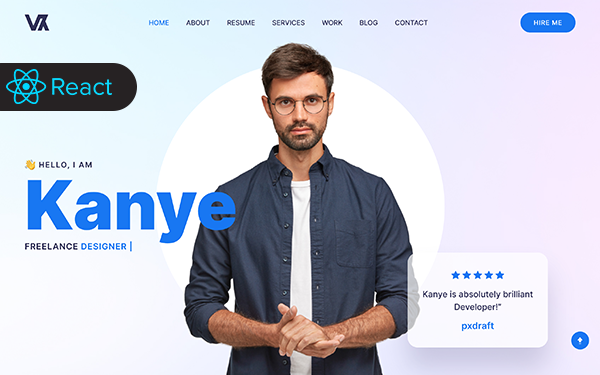 VX
HOME ABOUT RESUME SERVICES WORK BLOG CONTACT HIRE ME
React
👋 HELLO, I AM
Kanye
FREELANCE DESIGNER |
★★★★★
Kanye is absolutely brilliant
Developer!"
pxdraft